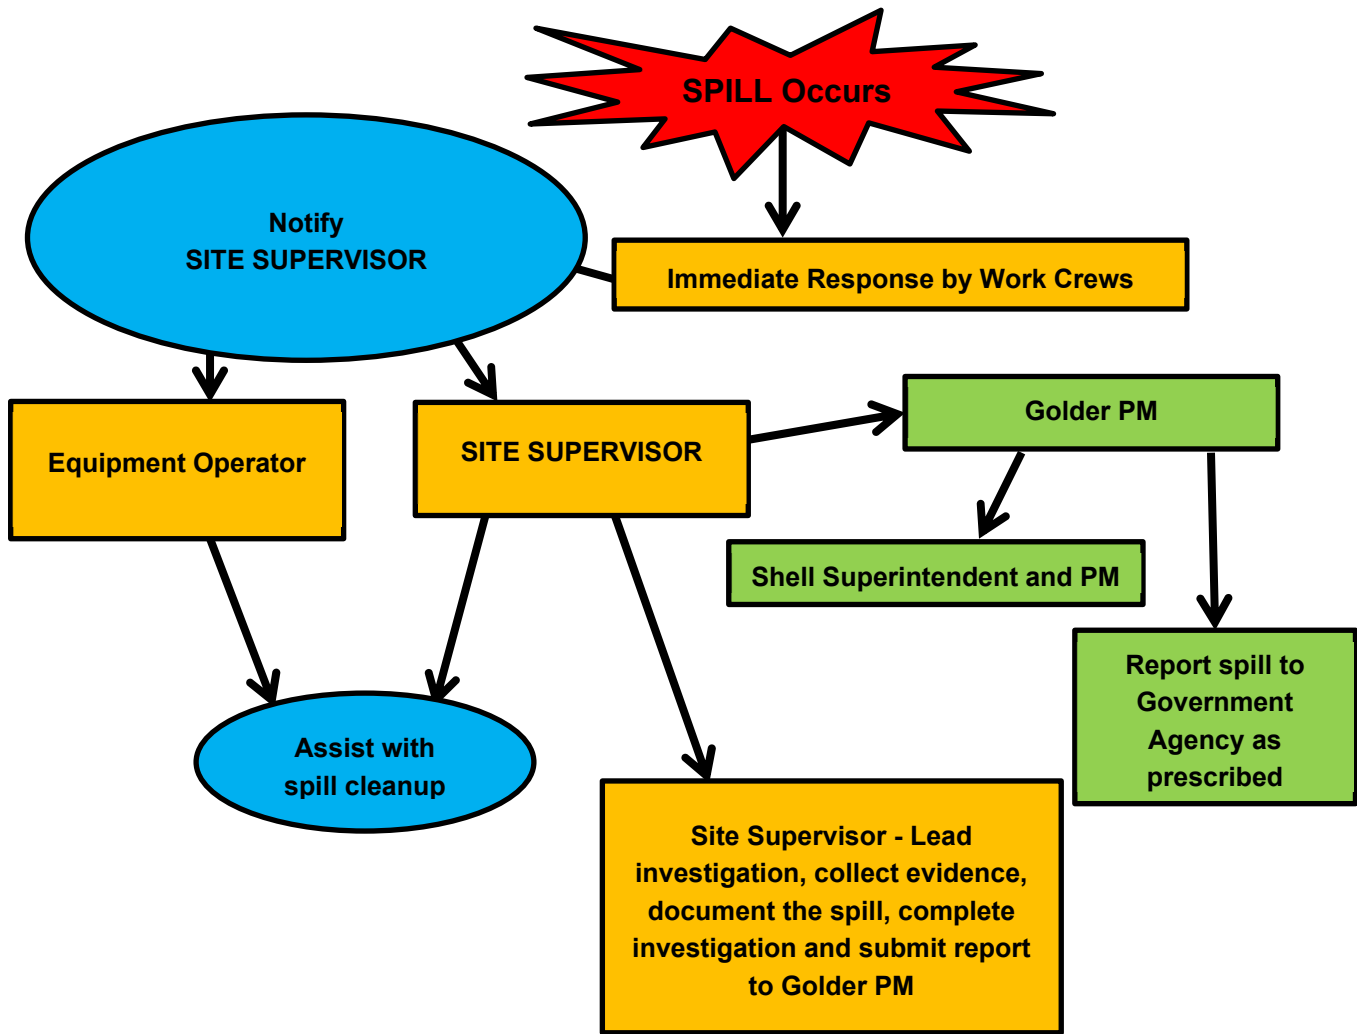 SPILL Occurs
Notify
SITE SUPERVISOR
Immediate Response by Work Crews
Equipment Operator
SITE SUPERVISOR
Golder PM
Shell Superintendent and PM
Report spill to
Government
Agency as
prescribed
Assist with
spill cleanup
Site Supervisor - Lead
investigation, collect evidence,
document the spill, complete
investigation and submit report
to Golder PM